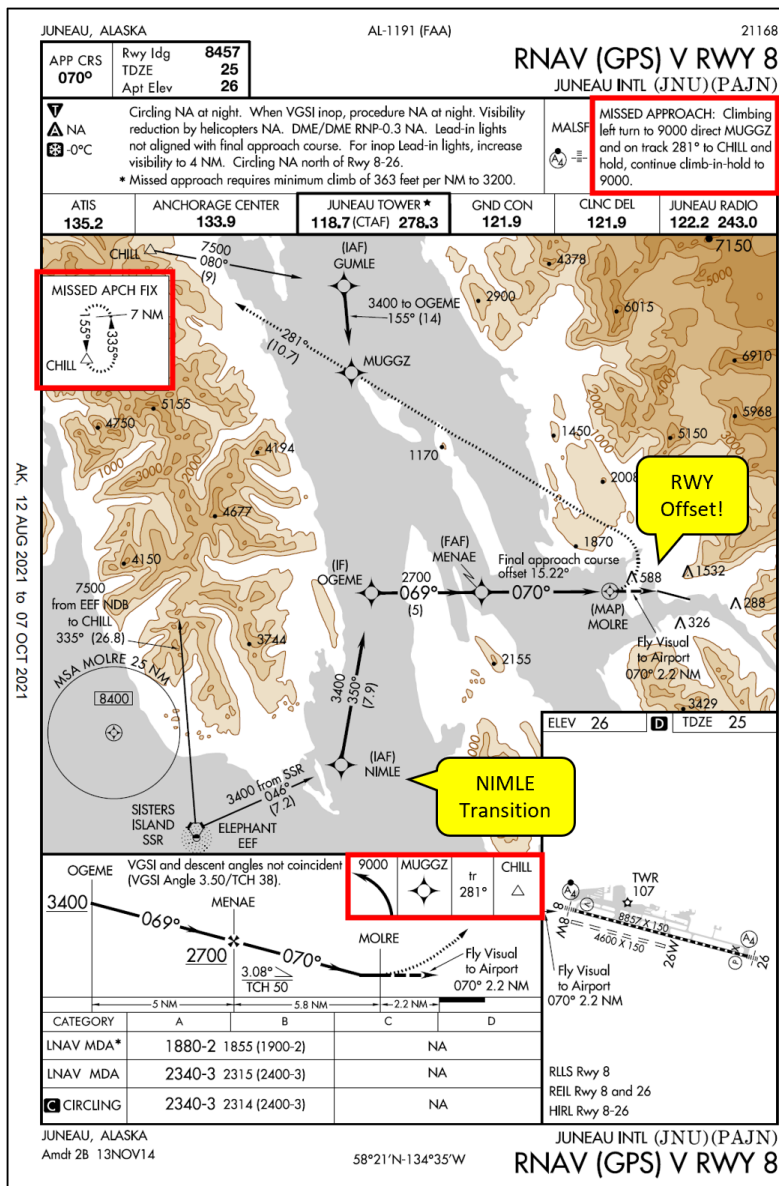 JUNEAU, ALASKA
AL-1191 (FAA)
21168
APP CRS
070°
Rwy Idg 8457
TDZE 25
Apt Elev 26
RNAV (GPS) V RWY 8
JUNEAU INTL (JNU)(PAJN)
T
A NA
-0°C
Circling NA at night. When VGSI inop, procedure NA at night. Visibility
reduction by helicopters NA. DME/DME RNP-0.3 NA. Lead-in lights
not aligned with final approach course. For inop Lead-in lights, increase
visibility to 4 NM. Circling NA north of Rwy 8-26.
* Missed approach requires minimum climb of 363 feet per NM to 3200.
MALSF
A4
MISSED APPROACH: Climbing
left turn to 9000 direct MUGGZ
and on track 281° to CHILL and
hold, continue climb-in-hold to
9000.
ATIS
135.2
ANCHORAGE CENTER
133.9
JUNEAU TOWER★
118.7 (CTAF) 278.3
GND CON
121.9
CLNC DEL
121.9
JUNEAU RADIO
122.2 243.0
CHILL
7500
080°
(9)
(IAF)
GUMLE
7150
4378
2900
6015
5000
MISSED APCH FIX
7 NM
155°
335°
CHILL
3400 to OGEME
155° (14)
281°
(10.7)
MUGGZ
6910
5968
5155
4750
1000
2000
3000
4194
1170
1450
5150
1000
2000
3000
4000
2008
4677
RWY
Offset!
4150
1870
(FAF)
MENAE
Final approach course
offset 15.22°
(IF)
OGEME
2700
069°
(5)
070°
(MAP)
MOLRE
588
1532
288
326
7500
from EEF NDB
to CHILL
335° (26.8)
3744
Fly Visual
to Airport
070° 2.2 NM
2155
MSA MOLRE 25 NM
8400
3400
350°
(7.9)
3429
(IAF)
NIMLE
NIMLE
Transition
3400 from SSR
046°
(7.2)
SISTERS
ISLAND
SSR
ELEPHANT
EEF
ELEV 26
D
TDZE 25
TWR
107
A4
V
8
8W
8857 X 150
4600 X 150
26W
A4
P
X
26
Fly Visual
to Airport
070° 2.2 NM
RLLS Rwy 8
REIL Rwy 8 and 26
HIRL Rwy 8-26
OGEME
VGSI and descent angles not coincident
(VGSI Angle 3.50/TCH 38).
9000
MUGGZ
tr
281°
CHILL
3400
069°
MENAE
2700
070°
3.08°
TCH 50
MOLRE
Fly Visual
to Airport
070° 2.2 NM
5 NM
5.8 NM
2.2 NM
CATEGORY A B C D
LNAV MDA* 1880-2 1855 (1900-2) NA
LNAV MDA 2340-3 2315 (2400-3) NA
C CIRCLING 2340-3 2314 (2400-3) NA
AK, 12 AUG 2021 to 07 OCT 2021
JUNEAU, ALASKA
Amdt 2B 13NOV14
58°21'N-134°35'W
JUNEAU INTL (JNU)(PAJN)
RNAV (GPS) V RWY 8